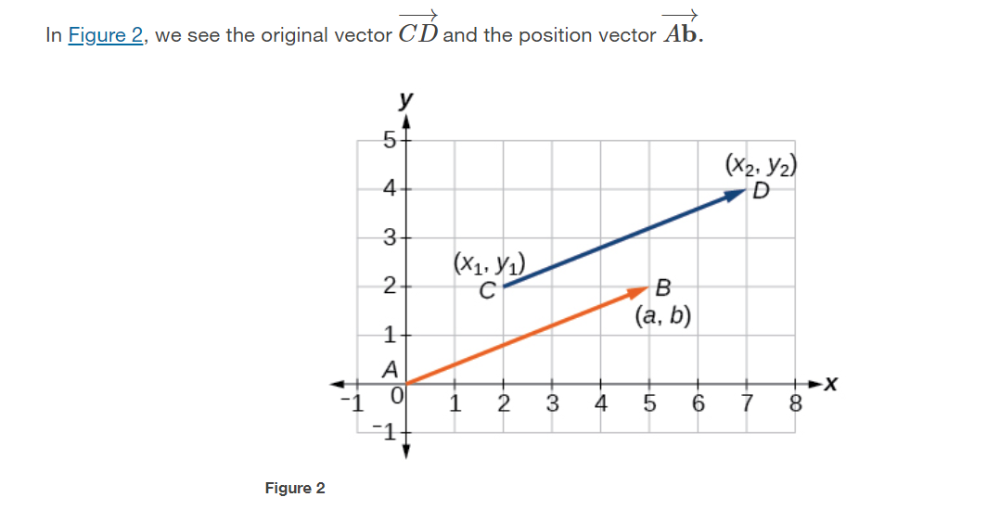 In Figure 2, we see the original vector CD and the position vector Ab.
y
5
(x₂, y₂)
4
D
3
(x₁, y₁)
2
C
B
(a, b)
1
A
x
-1 0 1 2 3 4 5 6 7 8
-1
Figure 2